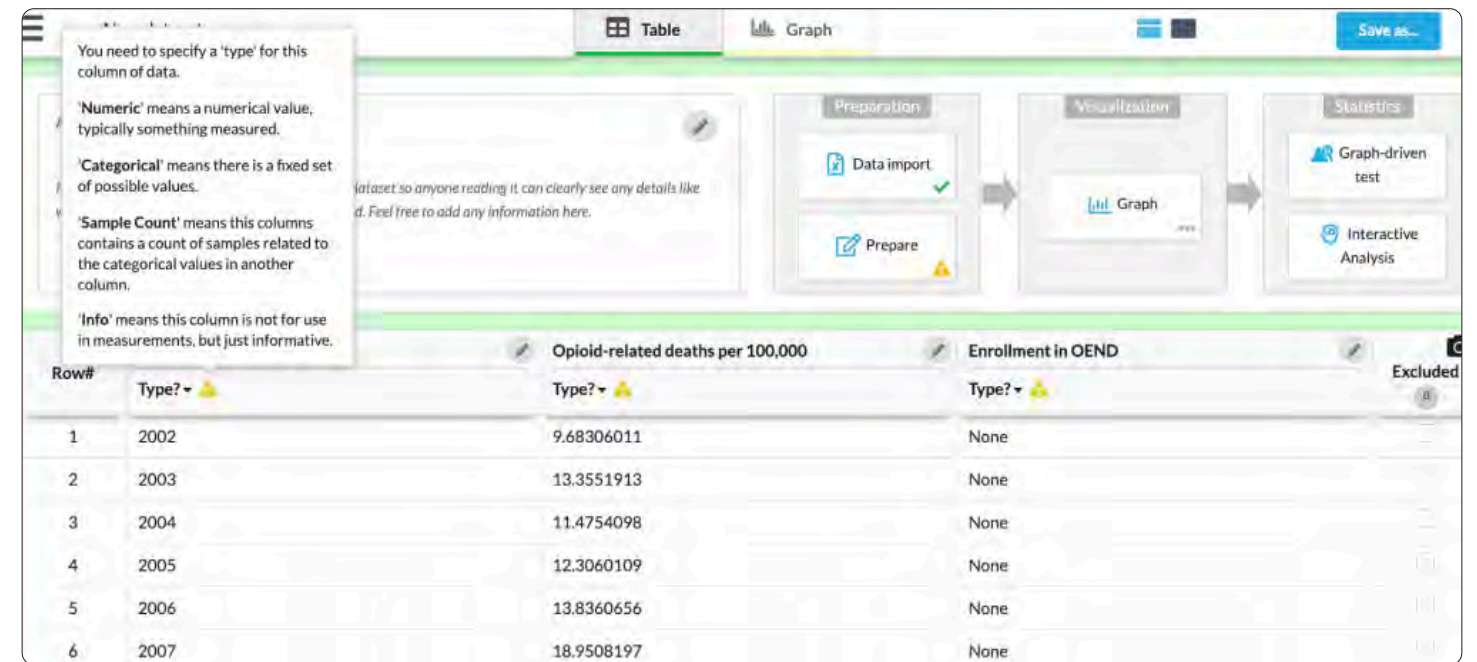 Table
Graph
Save as...
You need to specify a 'type' for this
column of data.
'Numeric' means a numerical value,
typically something measured.
'Categorical' means there is a fixed set
of possible values.
'Sample Count' means this columns
contains a count of samples related to
the categorical values in another
column.
'Info' means this column is not for use
in measurements, but just informative.
dataset so anyone reading it can clearly see any details like
d. Feel free to add any information here.
Preparation
Data import
Prepare
Visualization
Graph
Statistics
Graph-driven
test
Interactive
Analysis
Row#
Opioid-related deaths per 100,000
Enrollment in OEND
Excluded
Type?
Type?
Type?
1 2002 9.68306011 None
2 2003 13.3551913 None
3 2004 11.4754098 None
4 2005 12.3060109 None
5 2006 13.8360656 None
6 2007 18.9508197 None